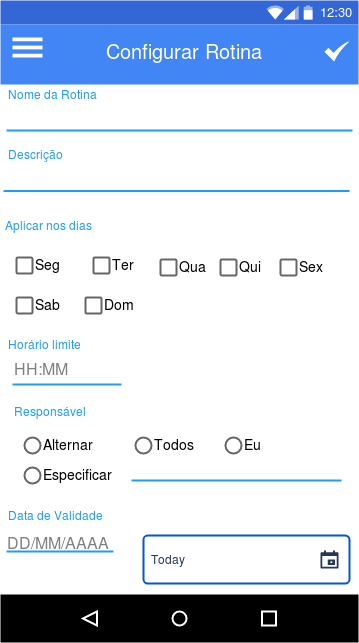 12:30
Configurar Rotina
Nome da Rotina
Descrição
Aplicar nos dias
Seg Ter Qua Qui Sex
Sab Dom
Horário limite
HH:MM
Responsável
Alternar Todos Eu
Especificar
Data de Validade
DD/MM/AAAA
Today